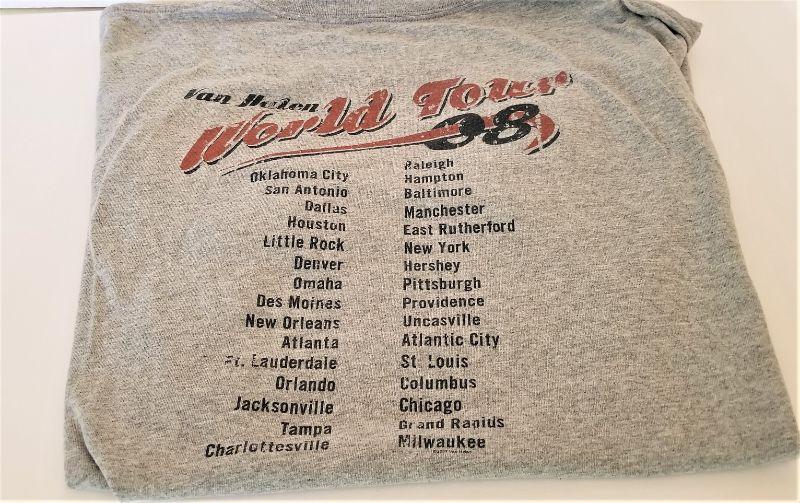 Van Halen
World Tour
08
Oklahoma City
San Antonio
Dallas
Houston
Little Rock
Denver
Omaha
Des Moines
New Orleans
Atlanta
Ft. Lauderdale
Orlando
Jacksonville
Tampa
Charlottesville
Raleigh
Hampton
Baltimore
Manchester
East Rutherford
New York
Hershey
Pittsburgh
Providence
Uncasville
Atlantic City
St. Louis
Columbus
Chicago
Grand Rapids
Milwaukee